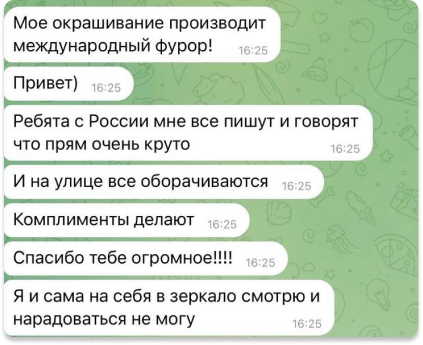 Мое окрашивание производит
международный фурор! 16:25
Привет) 16:25
Ребята с России мне все пишут и говорят
что прям очень круто 16:25
И на улице все оборачиваются 16:25
Комплименты делают 16:25
Спасибо тебе огромное!!!! 16:25
Я и сама на себя в зеркало смотрю и
нарадоваться не могу 16:25